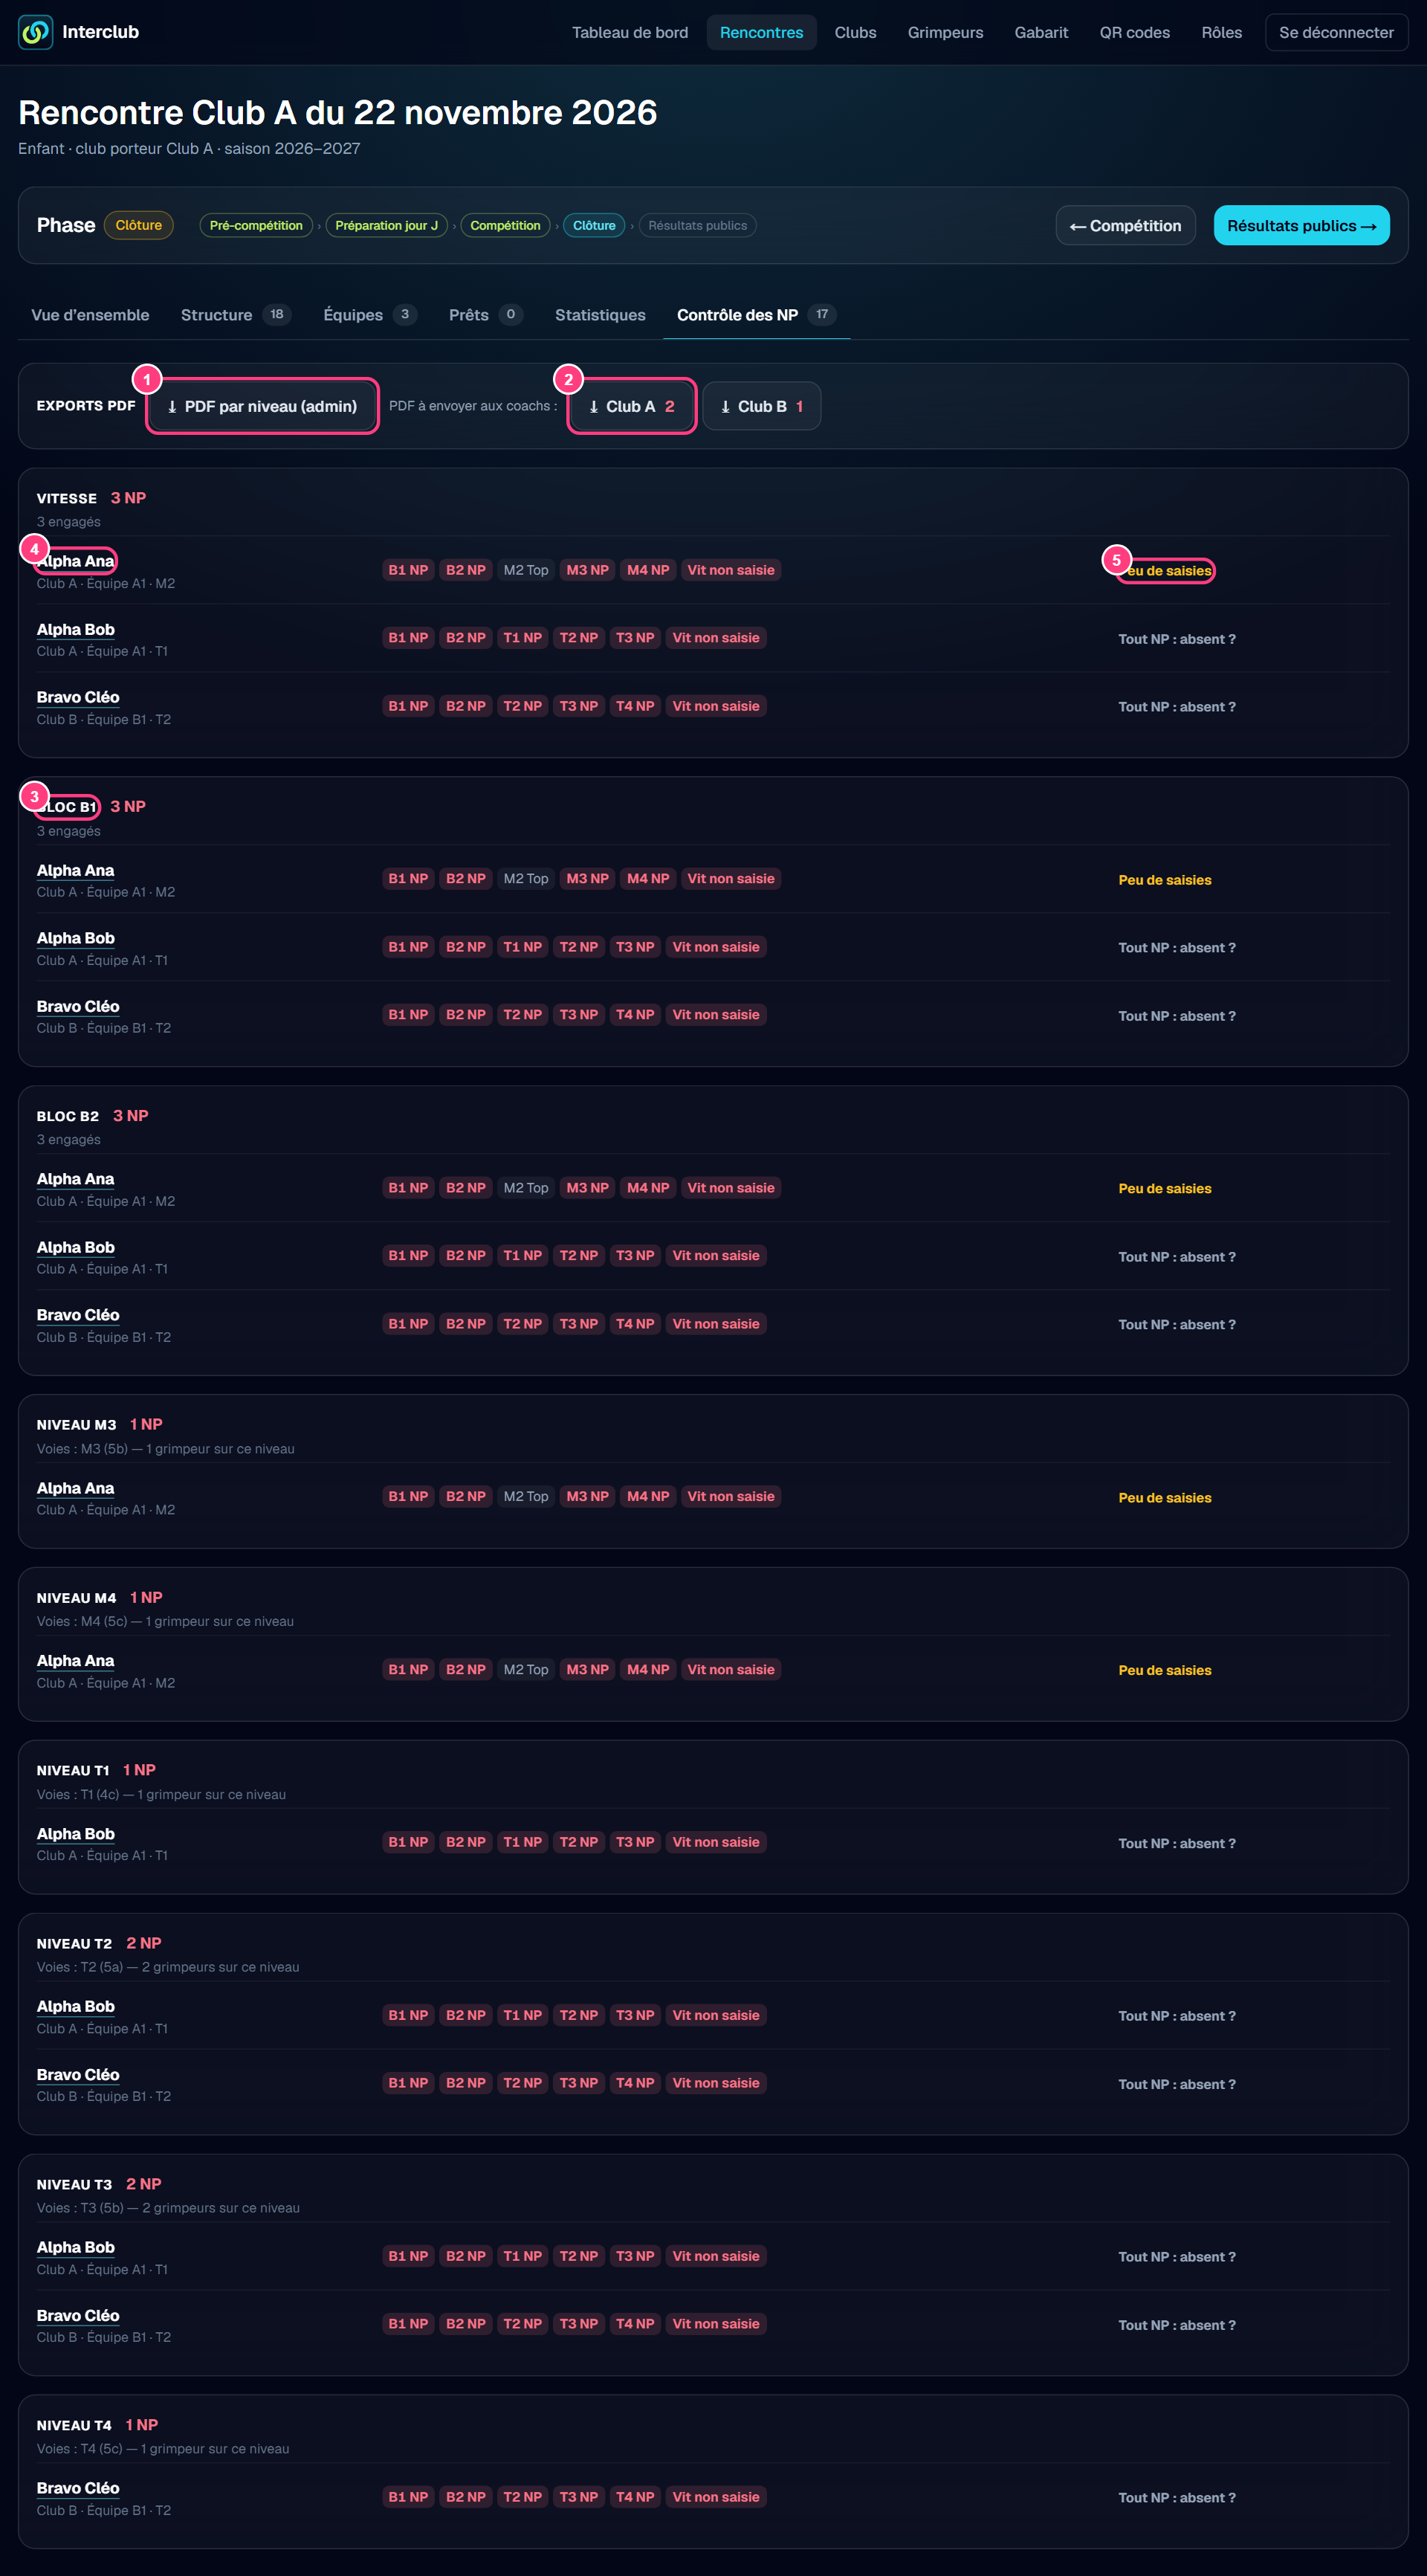 Interclub
Tableau de bord
Rencontres
Clubs
Grimpeurs
Gabarit
QR codes
Rôles
Se déconnecter
Rencontre Club A du 22 novembre 2026
Enfant · club porteur Club A · saison 2026–2027
Phase Clôture Pré-compétition › Préparation jour J › Compétition › Clôture › Résultats publics ← Compétition Résultats publics →
Vue d’ensemble Structure 18 Équipes 3 Prêts 0 Statistiques Contrôle des NP 17
1 2
EXPORTS PDF ⤓ PDF par niveau (admin) PDF à envoyer aux coachs : ⤓ Club A 2 ⤓ Club B 1
VITESSE 3 NP
3 engagés
4 Alpha Ana B1 NP B2 NP M2 Top M3 NP M4 NP Vit non saisie 5 eu de saisies
Club A · Équipe A1 · M2
Alpha Bob B1 NP B2 NP T1 NP T2 NP T3 NP Vit non saisie Tout NP : absent ?
Club A · Équipe A1 · T1
Bravo Cléo B1 NP B2 NP T2 NP T3 NP T4 NP Vit non saisie Tout NP : absent ?
Club B · Équipe B1 · T2
3 LOC B1 3 NP
3 engagés
Alpha Ana B1 NP B2 NP M2 Top M3 NP M4 NP Vit non saisie Peu de saisies
Club A · Équipe A1 · M2
Alpha Bob B1 NP B2 NP T1 NP T2 NP T3 NP Vit non saisie Tout NP : absent ?
Club A · Équipe A1 · T1
Bravo Cléo B1 NP B2 NP T2 NP T3 NP T4 NP Vit non saisie Tout NP : absent ?
Club B · Équipe B1 · T2
BLOC B2 3 NP
3 engagés
Alpha Ana B1 NP B2 NP M2 Top M3 NP M4 NP Vit non saisie Peu de saisies
Club A · Équipe A1 · M2
Alpha Bob B1 NP B2 NP T1 NP T2 NP T3 NP Vit non saisie Tout NP : absent ?
Club A · Équipe A1 · T1
Bravo Cléo B1 NP B2 NP T2 NP T3 NP T4 NP Vit non saisie Tout NP : absent ?
Club B · Équipe B1 · T2
NIVEAU M3 1 NP
Voies : M3 (5b) — 1 grimpeur sur ce niveau
Alpha Ana B1 NP B2 NP M2 Top M3 NP M4 NP Vit non saisie Peu de saisies
Club A · Équipe A1 · M2
NIVEAU M4 1 NP
Voies : M4 (5c) — 1 grimpeur sur ce niveau
Alpha Ana B1 NP B2 NP M2 Top M3 NP M4 NP Vit non saisie Peu de saisies
Club A · Équipe A1 · M2
NIVEAU T1 1 NP
Voies : T1 (4c) — 1 grimpeur sur ce niveau
Alpha Bob B1 NP B2 NP T1 NP T2 NP T3 NP Vit non saisie Tout NP : absent ?
Club A · Équipe A1 · T1
NIVEAU T2 2 NP
Voies : T2 (5a) — 2 grimpeurs sur ce niveau
Alpha Bob B1 NP B2 NP T1 NP T2 NP T3 NP Vit non saisie Tout NP : absent ?
Club A · Équipe A1 · T1
Bravo Cléo B1 NP B2 NP T2 NP T3 NP T4 NP Vit non saisie Tout NP : absent ?
Club B · Équipe B1 · T2
NIVEAU T3 2 NP
Voies : T3 (5b) — 2 grimpeurs sur ce niveau
Alpha Bob B1 NP B2 NP T1 NP T2 NP T3 NP Vit non saisie Tout NP : absent ?
Club A · Équipe A1 · T1
Bravo Cléo B1 NP B2 NP T2 NP T3 NP T4 NP Vit non saisie Tout NP : absent ?
Club B · Équipe B1 · T2
NIVEAU T4 1 NP
Voies : T4 (5c) — 1 grimpeur sur ce niveau
Bravo Cléo B1 NP B2 NP T2 NP T3 NP T4 NP Vit non saisie Tout NP : absent ?
Club B · Équipe B1 · T2